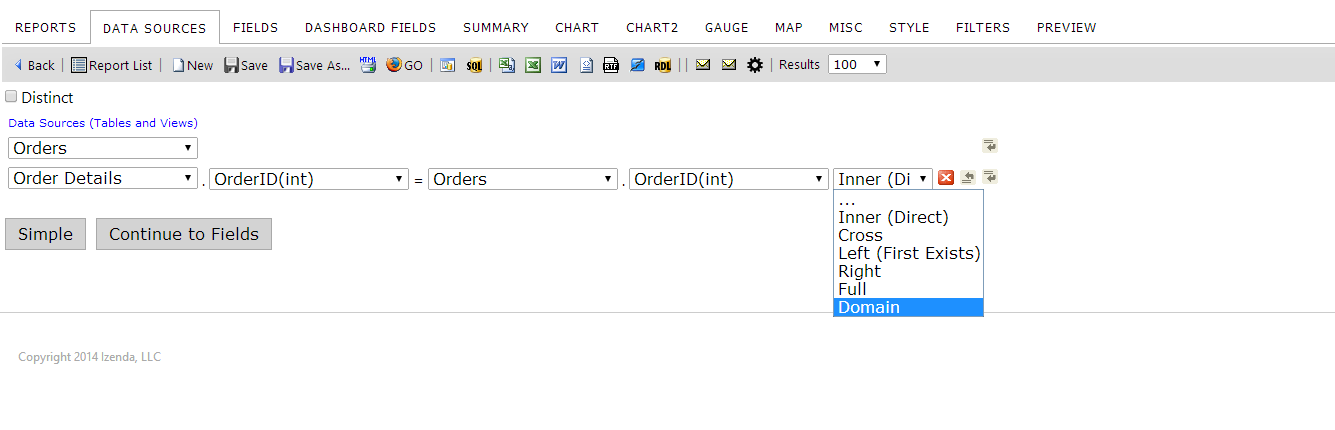 REPORTS DATA SOURCES FIELDS DASHBOARD FIELDS SUMMARY CHART CHART2 GAUGE MAP MISC STYLE FILTERS PREVIEW
Back | Report List | New Save Save As... HTML GO | SQL RTF RDL | | | Results 100
Distinct
Data Sources (Tables and Views)
Orders
Order Details . OrderID(int) = Orders . OrderID(int) Inner (Di
...
Inner (Direct)
Cross
Left (First Exists)
Right
Full
Domain
Simple Continue to Fields
Copyright 2014 Izenda, LLC